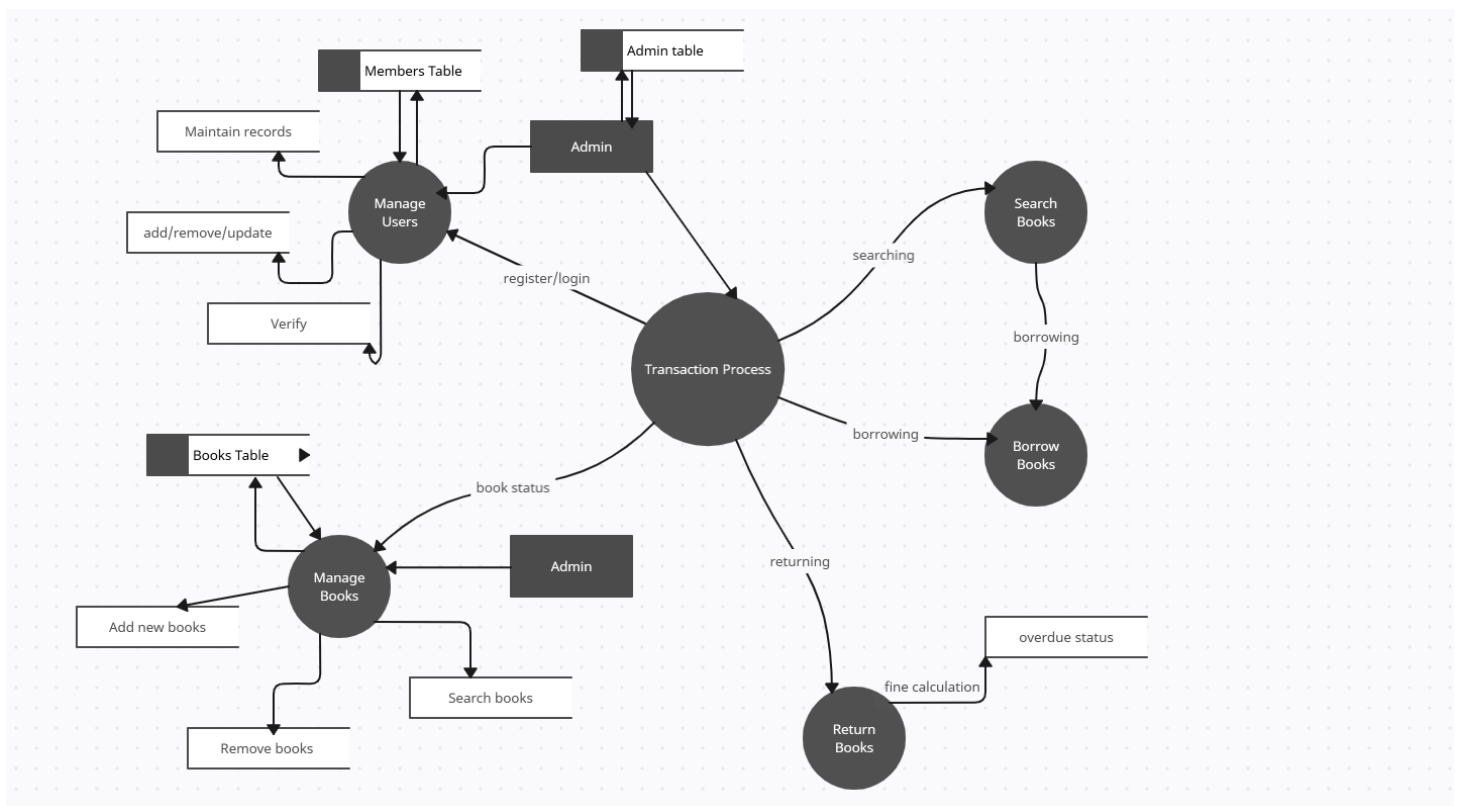 Admin table
Members Table
Maintain records
Admin
Manage
Users
Search
Books
add/remove/update
searching
register/login
Verify
borrowing
Transaction Process
borrowing
Borrow
Books
Books Table
book status
returning
Admin
Manage
Books
Add new books
overdue status
fine calculation
Search books
Return
Books
Remove books